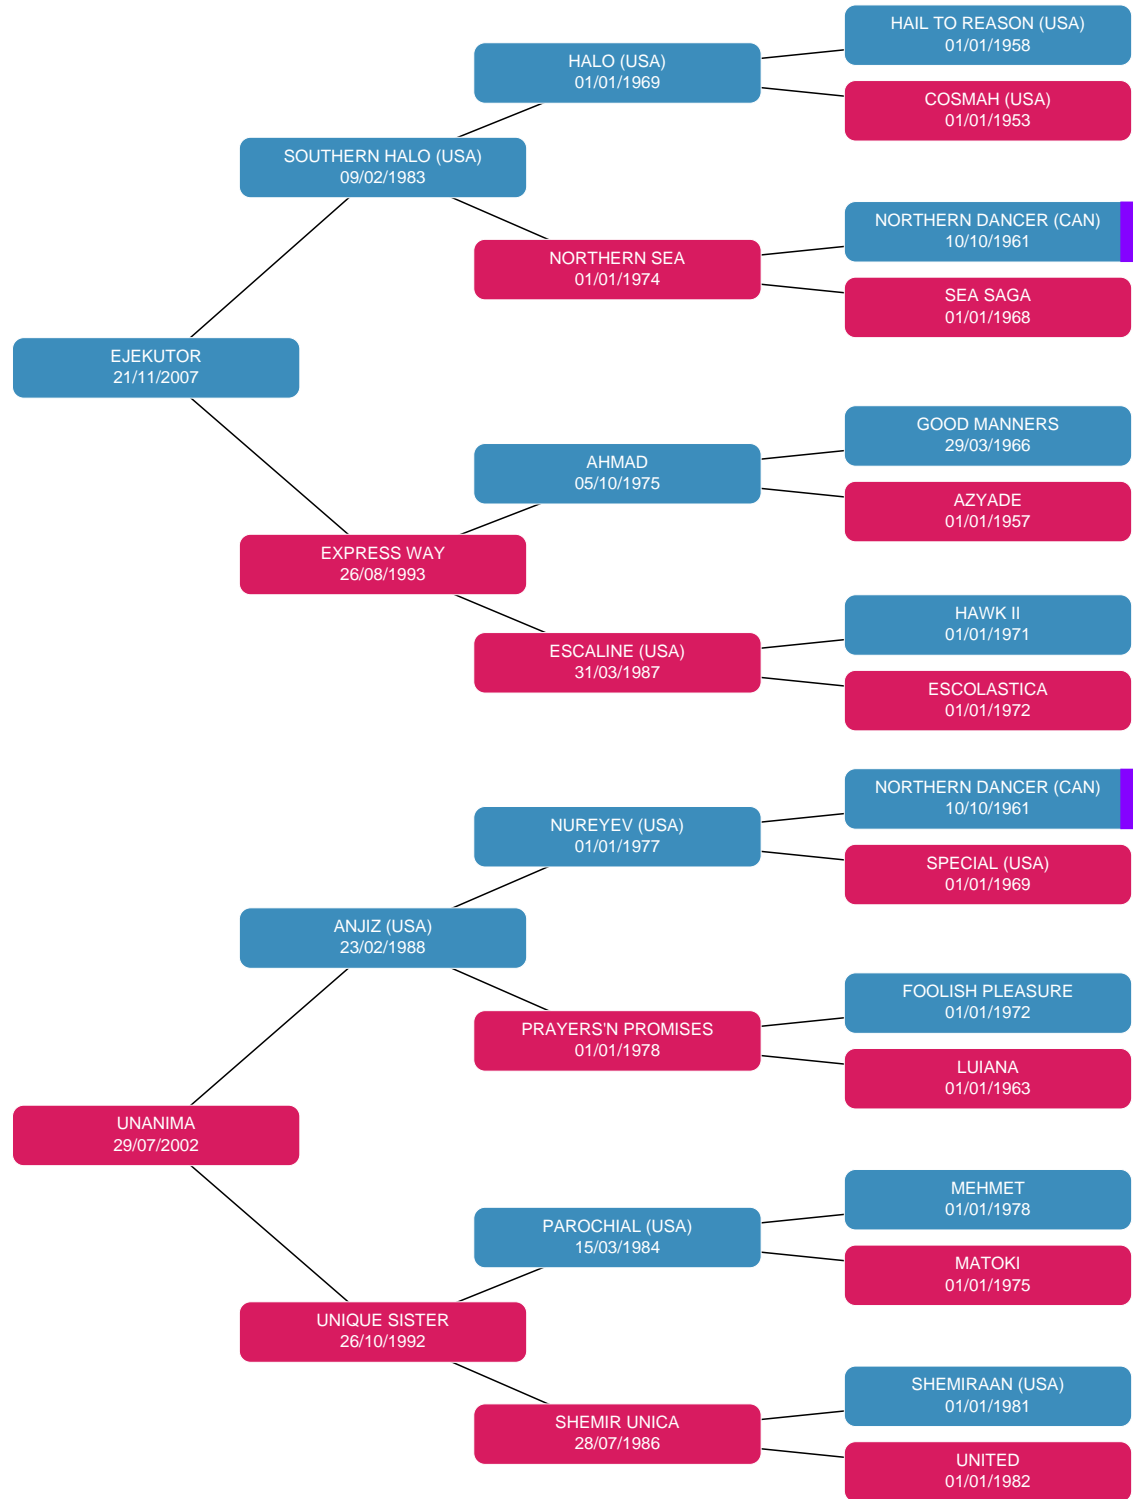 HAIL TO REASON (USA)
01/01/1958
HALO (USA)
01/01/1969
COSMAH (USA)
01/01/1953
SOUTHERN HALO (USA)
09/02/1983
NORTHERN DANCER (CAN)
10/10/1961
NORTHERN SEA
01/01/1974
SEA SAGA
01/01/1968
EJEKUTOR
21/11/2007
GOOD MANNERS
29/03/1966
AHMAD
05/10/1975
AZYADE
01/01/1957
EXPRESS WAY
26/08/1993
HAWK II
01/01/1971
ESCALINE (USA)
31/03/1987
ESCOLASTICA
01/01/1972
NORTHERN DANCER (CAN)
10/10/1961
NUREYEV (USA)
01/01/1977
SPECIAL (USA)
01/01/1969
ANJIZ (USA)
23/02/1988
FOOLISH PLEASURE
01/01/1972
PRAYERS'N PROMISES
01/01/1978
LUIANA
01/01/1963
UNANIMA
29/07/2002
MEHMET
01/01/1978
PAROCHIAL (USA)
15/03/1984
MATOKI
01/01/1975
UNIQUE SISTER
26/10/1992
SHEMIRAAN (USA)
01/01/1981
SHEMIR UNICA
28/07/1986
UNITED
01/01/1982